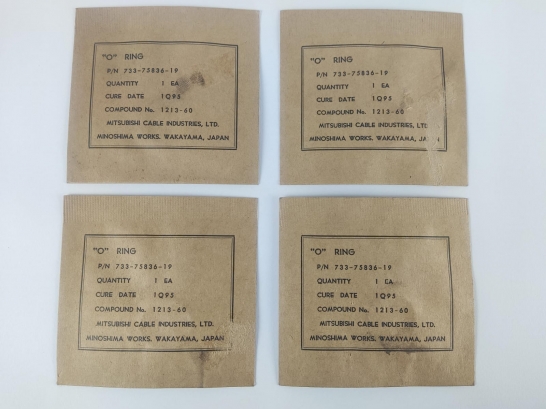 "O" RING
P/N 733-75836-19
QUANTITY 1 EA
CURE DATE 1Q95
COMPOUND No. 1213-60
MITSUBISHI CABLE INDUSTRIES, LTD.
MINOSHIMA WORKS. WAKAYAMA, JAPAN
"O" RING
P/N 733-75836-19
QUANTITY 1 EA
CURE DATE 1Q95
COMPOUND No. 1213-60
MITSUBISHI CABLE INDUSTRIES, LTD.
MINOSHIMA WORKS. WAKAYAMA, JAPAN
"O" RING
P/N 733-75836-19
QUANTITY 1 EA
CURE DATE 1Q95
COMPOUND No. 1213-60
MITSUBISHI CABLE INDUSTRIES, LTD.
MINOSHIMA WORKS. WAKAYAMA, JAPAN
"O" RING
P/N 733-75836-19
QUANTITY 1 EA
CURE DATE 1Q95
COMPOUND No. 1213-60
MITSUBISHI CABLE INDUSTRIES, LTD.
MINOSHIMA WORKS. WAKAYAMA, JAPAN